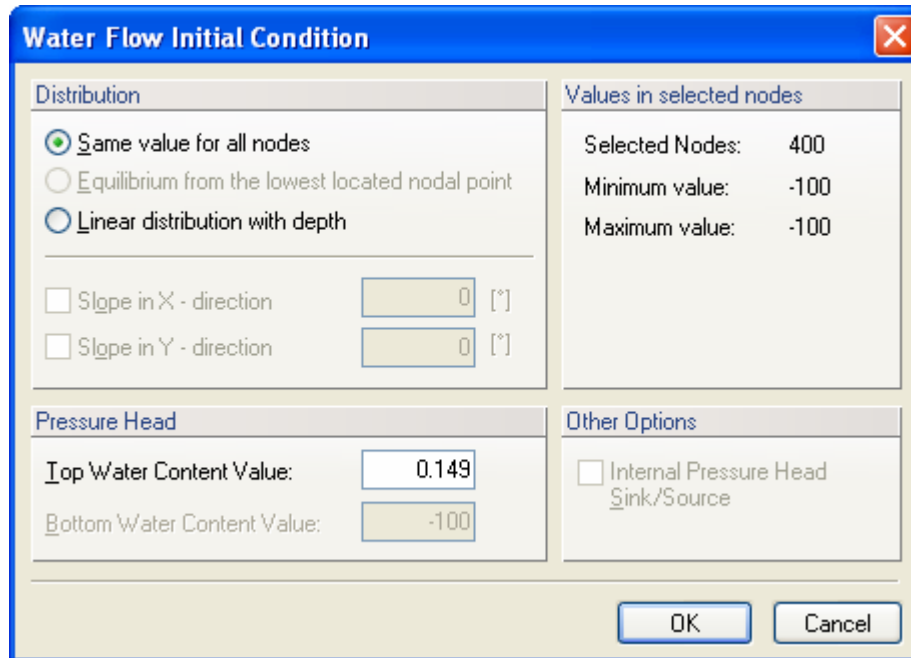 Water Flow Initial Condition
Distribution
Same value for all nodes
Equilibrium from the lowest located nodal point
Linear distribution with depth
Slope in X - direction 0 [°]
Slope in Y - direction 0 [°]
Values in selected nodes
Selected Nodes: 400
Minimum value: -100
Maximum value: -100
Pressure Head
Top Water Content Value: 0.149
Bottom Water Content Value: -100
Other Options
Internal Pressure Head
Sink/Source
OK Cancel